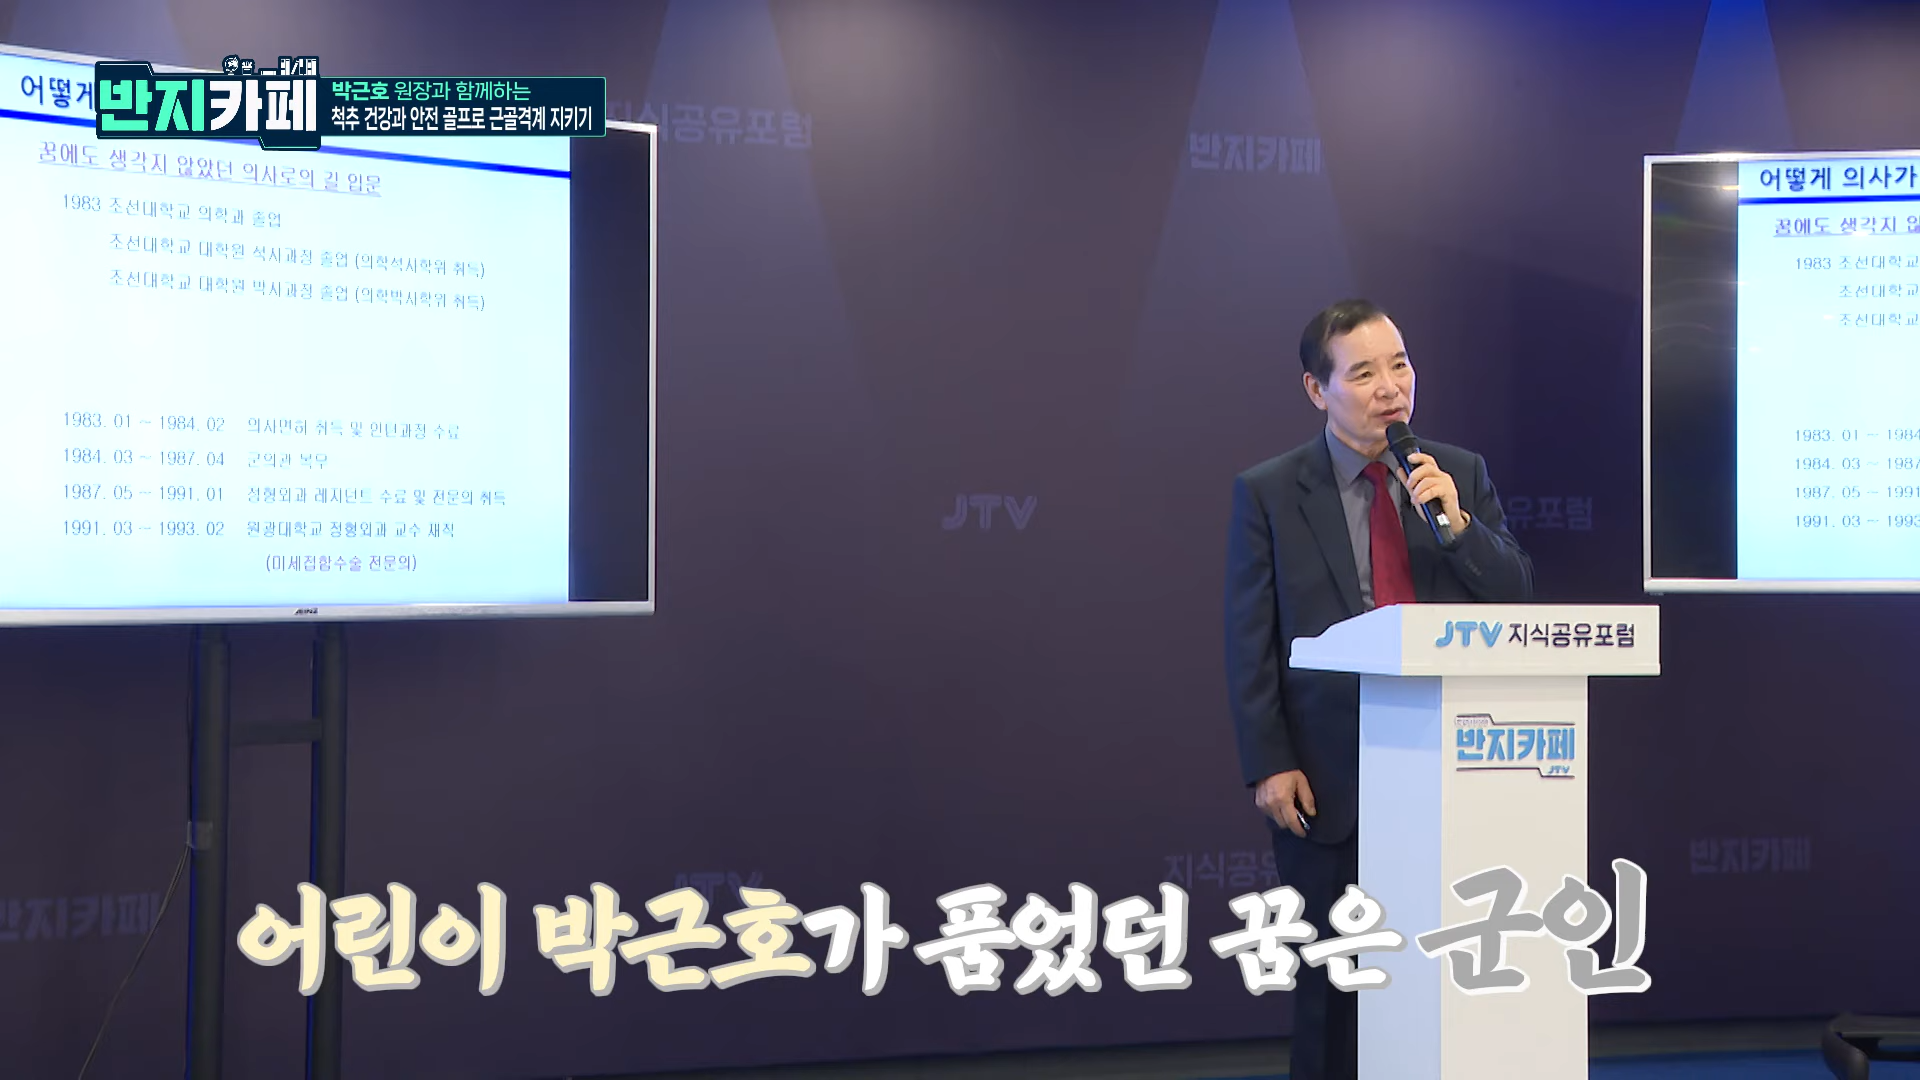 반지카페
박근호 원장과 함께하는
척추 건강과 안전 골프로 근골격계 지키기
어떻게
꿈에도 생각지 않았던 의사로의 길 입문
1983 조선대학교 의학과 졸업
조선대학교 대학원 석사과정 졸업 (의학석사학위 취득)
조선대학교 대학원 박사과정 졸업 (의학박사학위 취득)
1983. 01 ~ 1984. 02 의사면허 취득 및 인턴과정 수료
1984. 03 ~ 1987. 04 군의관 복무
1987. 05 ~ 1991. 01 정형외과 레지던트 수료 및 전문의 취득
1991. 03 ~ 1993. 02 원광대학교 정형외과 교수 재직
(미세접합수술 전문의)
식공유포럼
반지카페
JTV
유포럼
어떻게 의사가
꿈에도 생각지 않
1983 조선대학교
조선대학교
조선대학교
1983. 01 ~ 1984
1984. 03 ~ 1987
1987. 05 ~ 1991
1991. 03 ~ 1993
JTV 지식공유포럼
반지카페
JTV
지식공유
반지카페
JTV
반지카페
어린이 박근호가 품었던 꿈은 군인